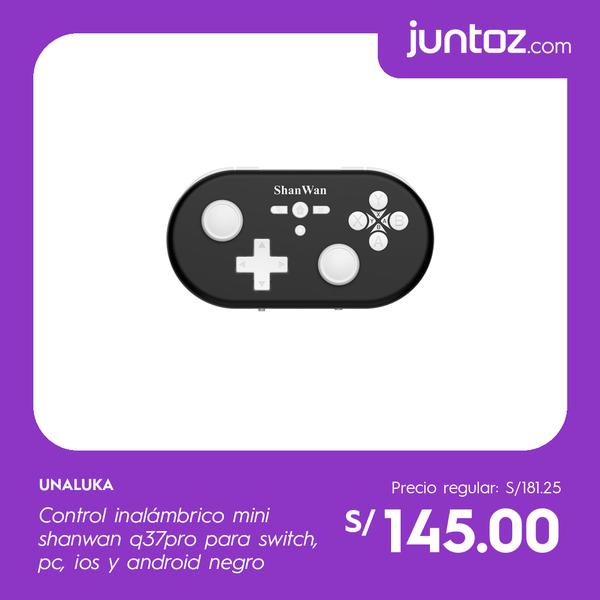 juntoz.com
ShanWan
Y
X B
A
UNALUKA
Control inalámbrico mini
shanwan q37pro para switch,
pc, ios y android negro
Precio regular: S/181.25
S/145.00